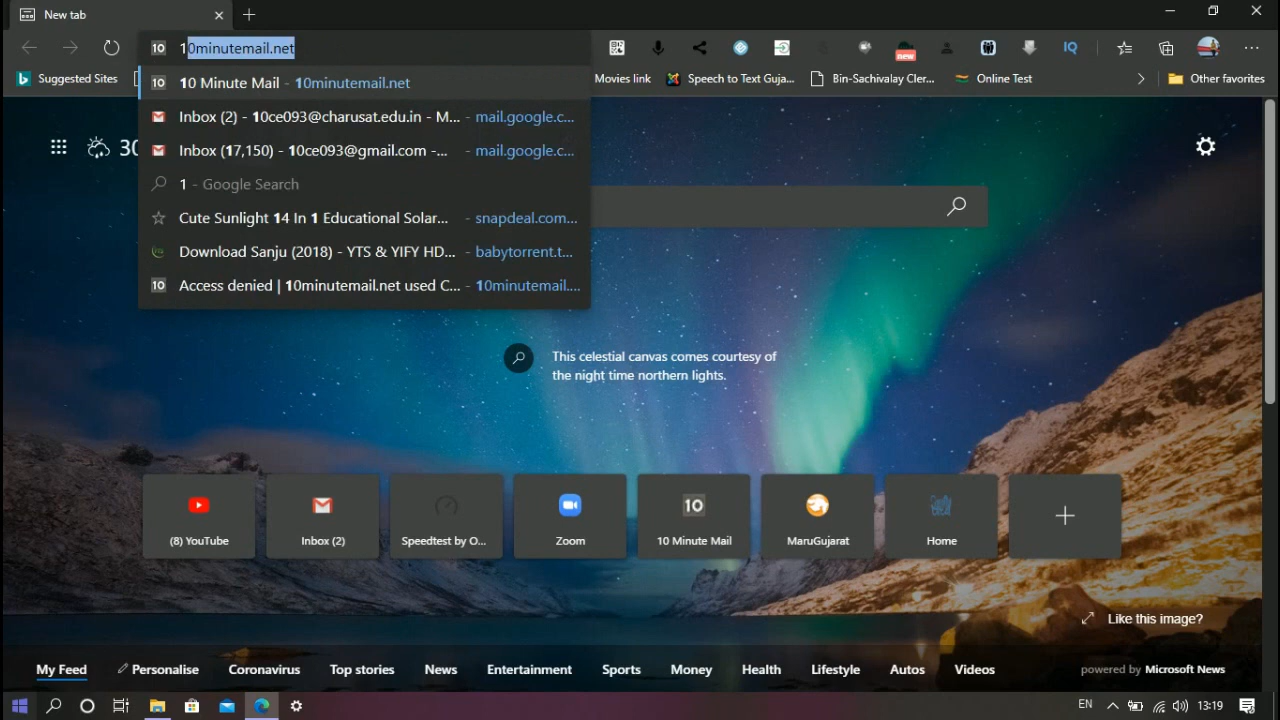 New tab
10minutemail.net
Suggested Sites
Movies link
Speech to Text Guja...
Bin-Sachivalay Cler...
Online Test
Other favorites
new
IQ
10 Minute Mail - 10minutemail.net
Inbox (2) - 10ce093@charusat.edu.in - M... - mail.google.c...
Inbox (17,150) - 10ce093@gmail.com -... - mail.google.c...
1 - Google Search
Cute Sunlight 14 In 1 Educational Solar... - snapdeal.com...
Download Sanju (2018) - YTS & YIFY HD... - babytorrent.t...
Access denied | 10minutemail.net used C... - 10minutemail....
30
This celestial canvas comes courtesy of
the night time northern lights.
(8) YouTube
Inbox (2)
Speedtest by O...
Zoom
10
10 Minute Mail
MaruGujarat
Home
Like this image?
My Feed
Personalise
Coronavirus
Top stories
News
Entertainment
Sports
Money
Health
Lifestyle
Autos
Videos
powered by Microsoft News
EN
13:19